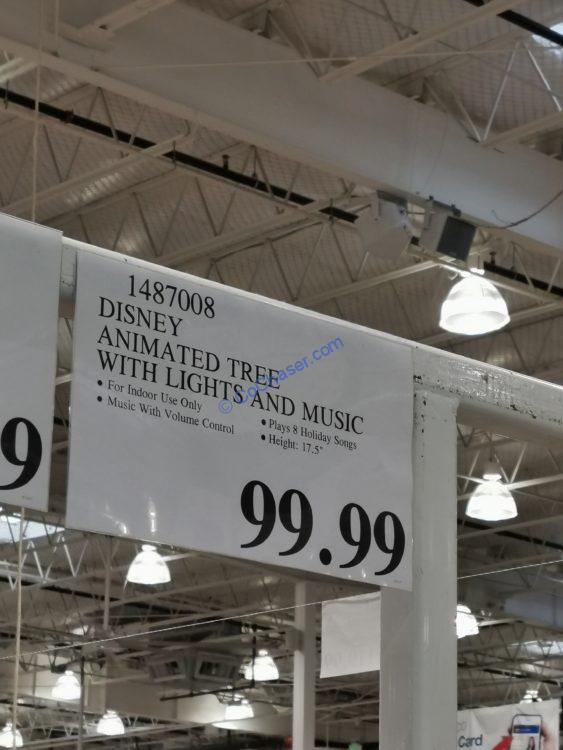 9
1487008
DISNEY
ANIMATED TREE
WITH LIGHTS AND MUSIC
• For Indoor Use Only
• Music With Volume Control
• Plays 8 Holiday Songs
• Height: 17.5"
99.99
© CoChaser.com
Card